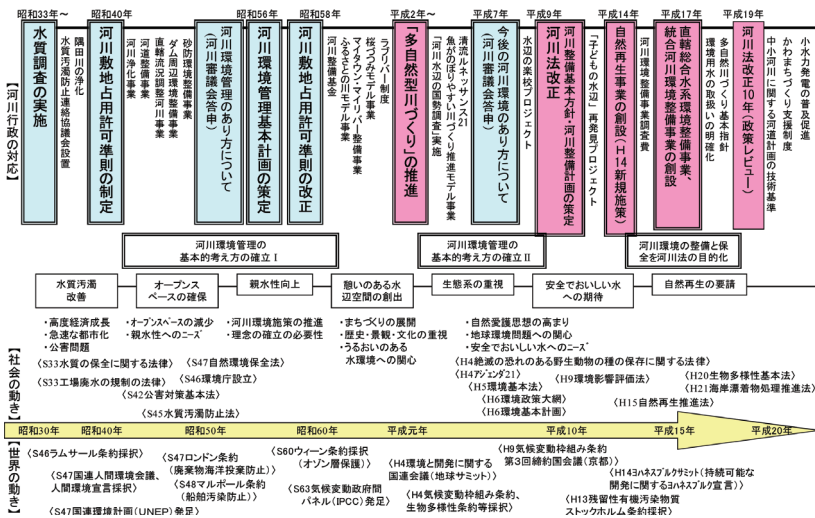 昭和33年～
昭和40年
昭和56年
昭和58年
平成2年～
平成7年
平成9年
平成14年
平成17年
平成19年
【河川行政の対応】
水質調査の実施
隅田川の浄化
水質汚濁防止連絡協議会設置
河川敷地占用許可準則の制定
砂防環境整備事業
ダム周辺環境整備事業
直轄流況調整河川事業
河道整備事業
河川浄化事業
河川環境管理のあり方について
(河川審議会答申)
河川環境管理基本計画の策定
河川敷地占用許可準則の改正
ラブリバー制度
桜づつみモデル事業
マイタウン・マイリバー整備事業
ふるさとの川モデル事業
河川整備基金
「多自然型川づくり」の推進
清流ルネッサンス21
魚がのぼりやすい川づくり推進モデル事業
「河川水辺の国勢調査」実施
今後の河川環境のあり方について
(河川審議会答申)
水辺の楽校プロジェクト
河川法改正
河川整備基本方針・河川整備計画の策定
「子どもの水辺」再発見プロジェクト
自然再生事業の創設(H14新規施策)
河川環境整備事業調査費
直轄総合水系環境整備事業、
統合河川環境整備事業の創設
多自然川づくり基本指針
環境用水の取扱いの明確化
河川法改正10年(政策レビュー)
小水力発電の普及促進
かわまちづくり支援制度
中小河川に関する河道計画の技術基準
河川環境管理の
基本的考え方の確立Ⅰ
河川環境管理の
基本的考え方の確立Ⅱ
河川環境の整備と保
全を河川法の目的化
水質汚濁
改善
オープンス
ペースの確保
親水性向上
憩いのある水
辺空間の創出
生態系の重視
安全でおいしい水
への期待
自然再生の要請
【社会の動き】
・高度経済成長
・急速な都市化
・公害問題
・オープンスペースの減少
・親水性へのニーズ
・河川環境施策の推進
・理念の確立の必要性
・まちづくりの展開
・歴史・景観・文化の重視
・うるおいのある
水環境への関心
・自然愛護思想の高まり
・地球環境問題への関心
・安全でおいしい水へのニーズ
〈S33水質の保全に関する法律〉
〈S33工場廃水の規制の法律〉
〈S42公害対策基本法〉
〈S45水質汚濁防止法〉
〈S47自然環境保全法〉
〈S46環境庁設立〉
〈H4絶滅の恐れのある野生動物の種の保存に関する法律〉
〈H4アジェンダ21〉
〈H5環境基本法〉
〈H6環境政策大綱〉
〈H6環境基本計画〉
〈H9環境影響評価法〉
〈H15自然再生推進法〉
〈H20生物多様性基本法〉
〈H21海岸漂着物処理推進法〉
昭和30年
昭和40年
昭和50年
昭和60年
平成元年
平成10年
平成15年
平成20年
【世界の動き】
〈S46ラムサール条約採択〉
〈S47国連人間環境会議、
人間環境宣言採択〉
〈S47国連環境計画(UNEP)発足〉
〈S47ロンドン条約
(廃棄物海洋投棄防止)〉
〈S48マルポール条約
(船舶汚染防止)〉
〈S60ウィーン条約採択
(オゾン層保護)〉
〈S63気候変動政府間
パネル(IPCC)発足〉
〈H4環境と開発に関する
国連会議(地球サミット)〉
〈H4気候変動枠組み条約、
生物多様性条約等採択〉
〈H9気候変動枠組み条約
第3回締約国会議(京都)〉
〈H14ヨハネスブルクサミット(持続可能な
開発に関するヨハネスブルク宣言)〉
〈H13残留性有機汚染物質
ストックホルム条約採択〉